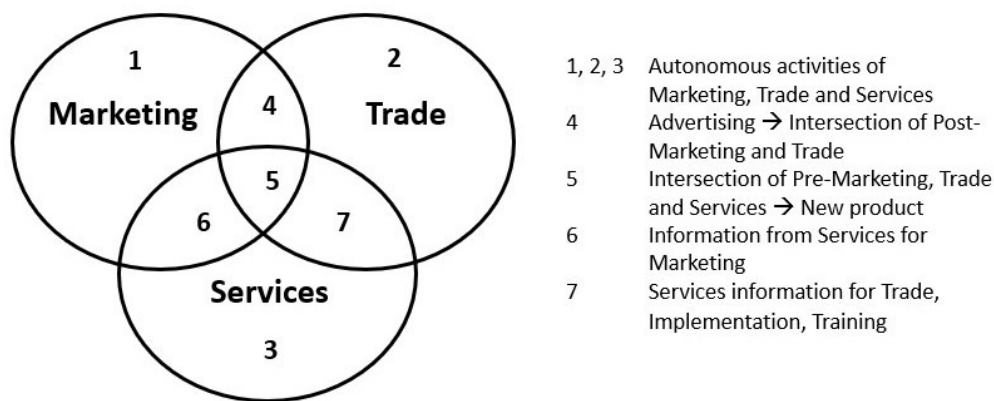 1
2
Marketing
4
Trade
5
6
7
Services
3
1, 2, 3 Autonomous activities of
Marketing, Trade and Services
4 Advertising → Intersection of Post-
Marketing and Trade
5 Intersection of Pre-Marketing, Trade
and Services → New product
6 Information from Services for
Marketing
7 Services information for Trade,
Implementation, Training